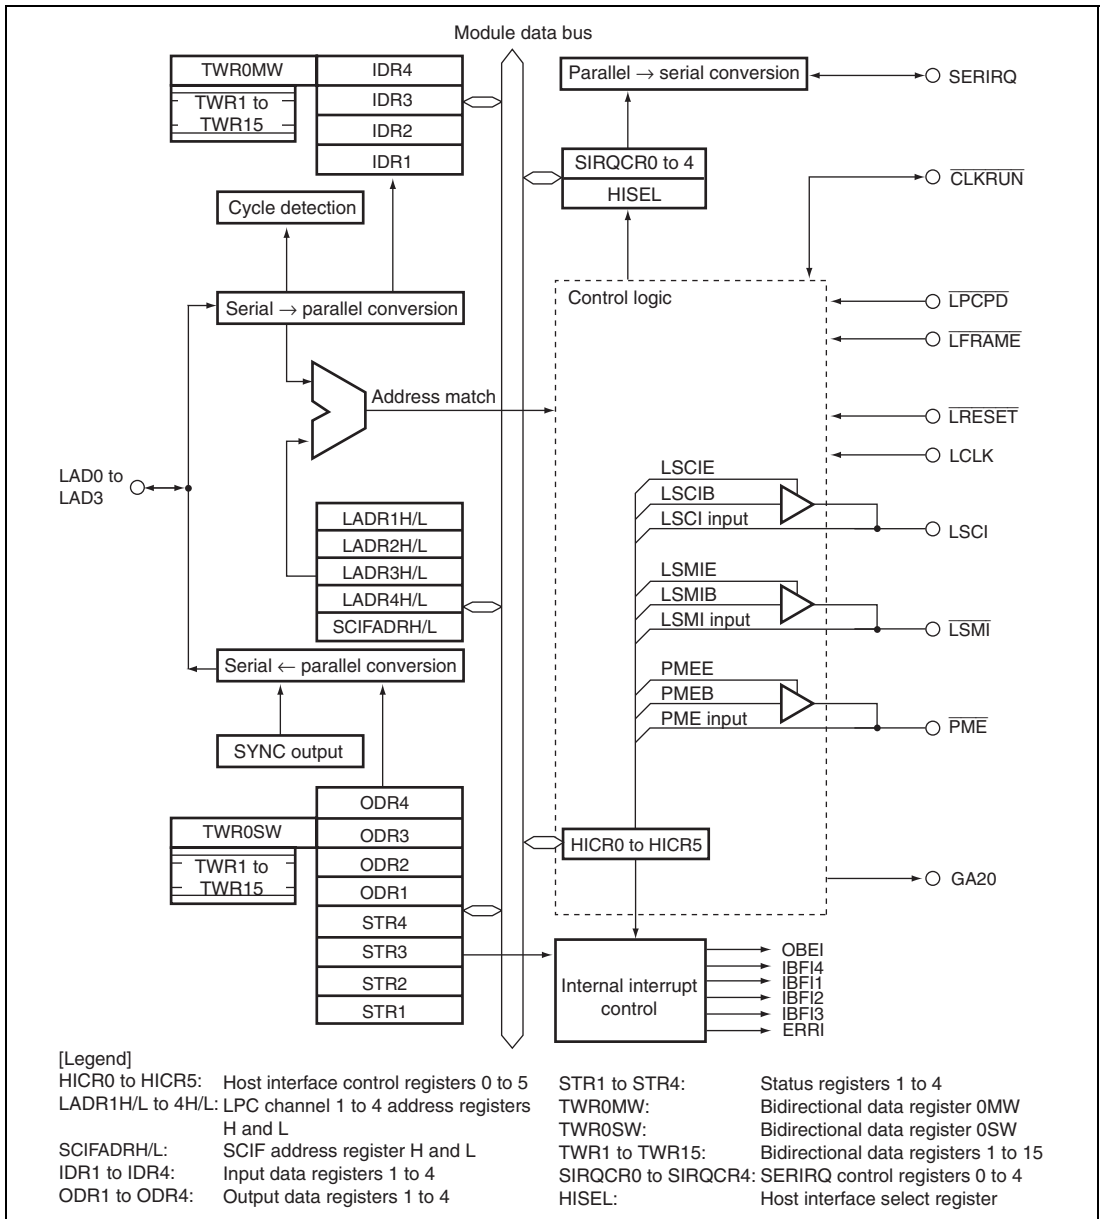 Module data bus
TWR0MW
IDR4
TWR1 to
TWR15
IDR3
IDR2
IDR1
Parallel → serial conversion
SERIRQ
SIRQCR0 to 4
HISEL
CLKRUN
Cycle detection
Serial → parallel conversion
Control logic
LPCPD
LFRAME
Address match
LRESET
LCLK
LAD0 to
LAD3
LSCIE
LSCIB
LSCI input
LSCI
LADR1H/L
LADR2H/L
LADR3H/L
LADR4H/L
SCIFADRH/L
LSMIE
LSMIB
LSMI input
LSMI
Serial ← parallel conversion
PMEE
PMEB
PME input
PME
SYNC output
ODR4
TWR0SW
ODR3
TWR1 to
TWR15
ODR2
ODR1
STR4
STR3
STR2
STR1
HICR0 to HICR5
GA20
Internal interrupt
control
OBEI
IBFI4
IBFI1
IBFI2
IBFI3
ERRI
[Legend]
HICR0 to HICR5: Host interface control registers 0 to 5
LADR1H/L to 4H/L: LPC channel 1 to 4 address registers
H and L
SCIFADRH/L: SCIF address register H and L
IDR1 to IDR4: Input data registers 1 to 4
ODR1 to ODR4: Output data registers 1 to 4
STR1 to STR4: Status registers 1 to 4
TWR0MW: Bidirectional data register 0MW
TWR0SW: Bidirectional data register 0SW
TWR1 to TWR15: Bidirectional data registers 1 to 15
SIRQCR0 to SIRQCR4: SERIRQ control registers 0 to 4
HISEL: Host interface select register